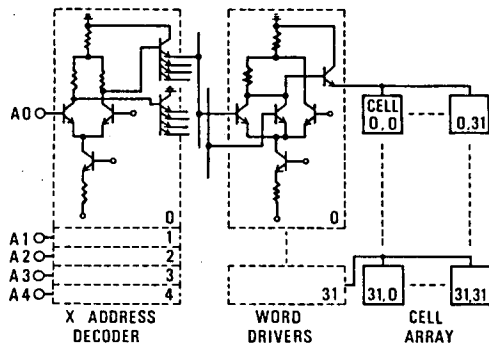 A0
CELL
0,0
0,31
0
0
A1
1
A2
2
A3
3
A4
4
31
31,0
31,31
X ADDRESS
DECODER
WORD
DRIVERS
CELL
ARRAY